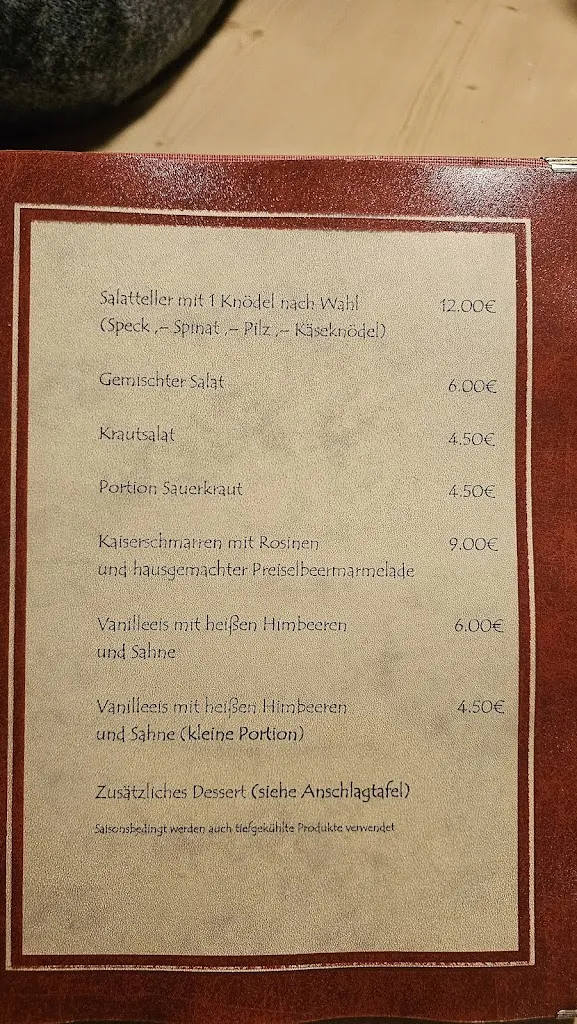 Salatteller mit 1 Knödel nach Wahl 12.00€
(Speck ,– Spinat ,– Pilz ,– Käseknödel)
Gemischter Salat 6.00€
Krautsalat 4.50€
Portion Sauerkraut 4.50€
Kaiserschmarren mit Rosinen 9.00€
und hausgemachter Preiselbeermarmelade
Vanilleeis mit heißen Himbeeren 6.00€
und Sahne
Vanilleeis mit heißen Himbeeren 4.50€
und Sahne (kleine Portion)
Zusätzliches Dessert (siehe Anschlagtafel)
Saisonsbedingt werden auch tiefgekühlte Produkte verwendet